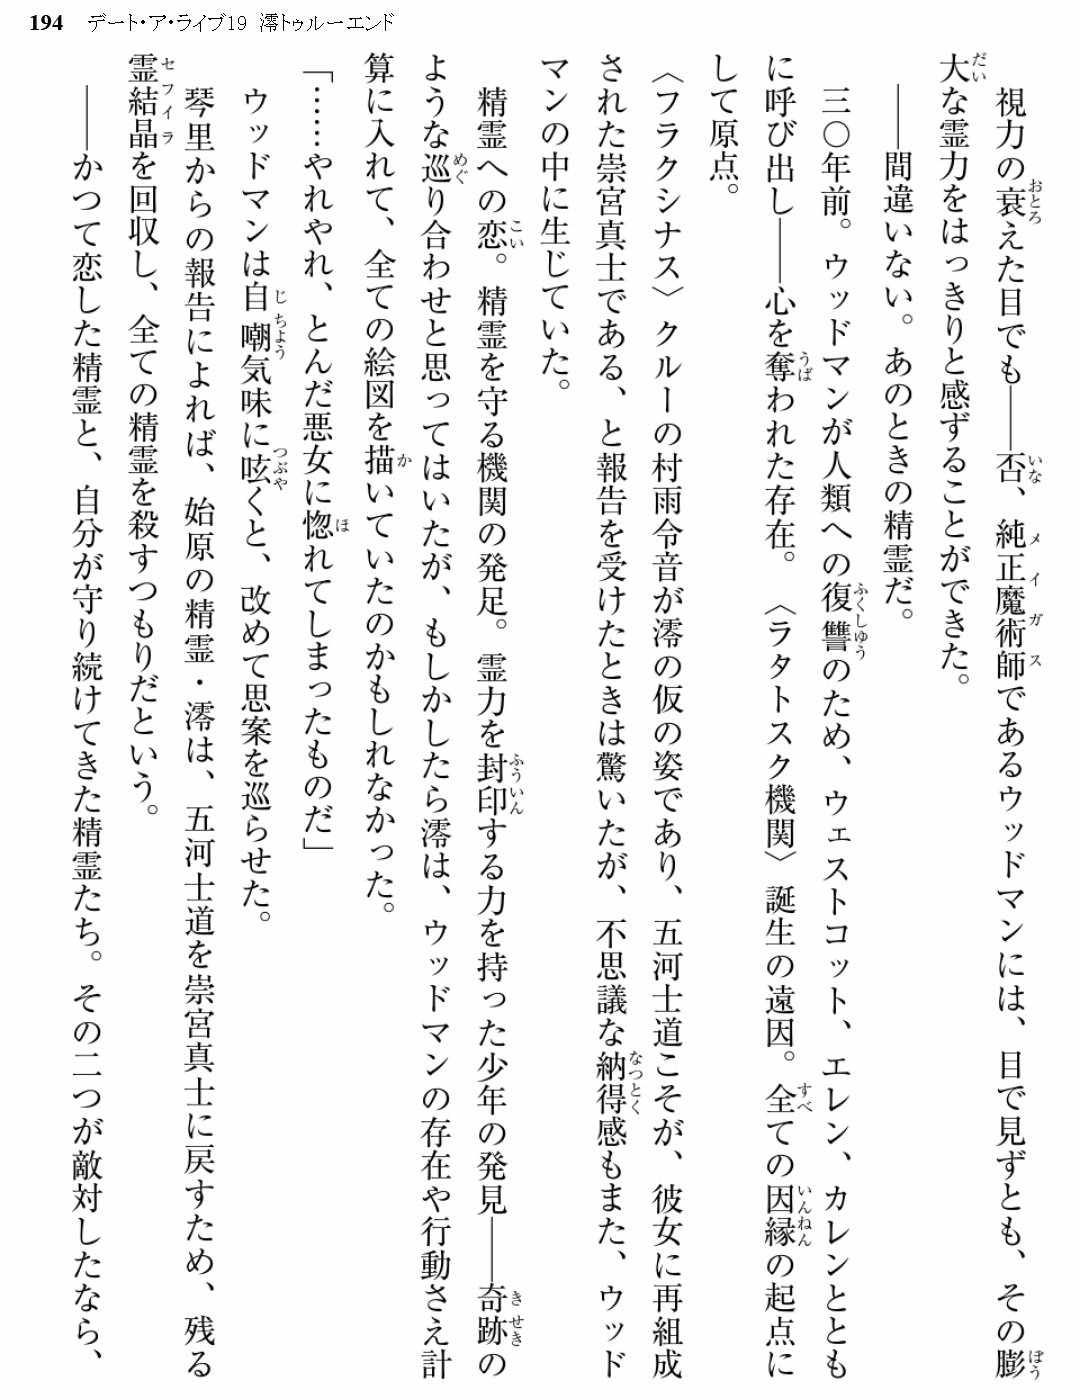 194 デート・ア・ライブ19 澪トゥルーエンド
視力の衰えた目でも――否、純正魔術師であるウッドマンには、目で見ずとも、その膨
大な霊力をはっきりと感ずることができた。
――間違いない。あのときの精霊だ。
三〇年前。ウッドマンが人類への復讐のため、ウェストコット、エレン、カレンととも
に呼び出し――心を奪われた存在。〈ラタトスク機関〉誕生の遠因。全ての因縁の起点に
して原点。
〈フラクシナス〉クルーの村雨令音が澪の仮の姿であり、五河士道こそが、彼女に再組成
された崇宮真士である、と報告を受けたときは驚いたが、不思議な納得感もまた、ウッド
マンの中に生じていた。
精霊への恋。精霊を守る機関の発足。霊力を封印する力を持った少年の発見――奇跡の
ような巡り合わせと思ってはいたが、もしかしたら澪は、ウッドマンの存在や行動さえ計
算に入れて、全ての絵図を描いていたのかもしれなかった。
「……やれやれ、とんだ悪女に惚れてしまったものだ」
ウッドマンは自嘲気味に呟くと、改めて思案を巡らせた。
琴里からの報告によれば、始原の精霊・澪は、五河士道を崇宮真士に戻すため、残る
霊結晶を回収し、全ての精霊を殺すつもりだという。
――かつて恋した精霊と、自分が守り続けてきた精霊たち。その二つが敵対したなら、